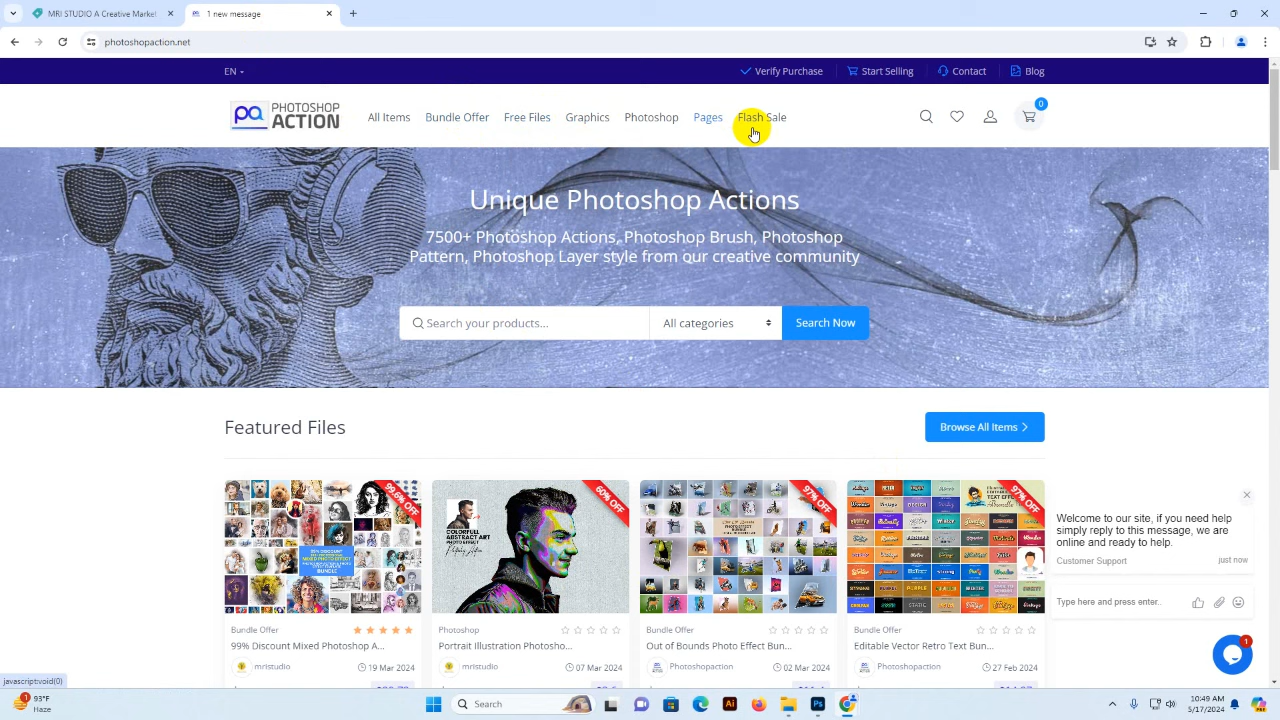 MRI STUDIO A Creative Market
1 new message
photoshopaction.net
EN
Verify Purchase
Start Selling
Contact
Blog
PHOTOSHOP
ACTION
All Items
Bundle Offer
Free Files
Graphics
Photoshop
Pages
Flash Sale
0
Unique Photoshop Actions
7500+ Photoshop Actions, Photoshop Brush, Photoshop
Pattern, Photoshop Layer style from our creative community
Search your products...
All categories
Search Now
Featured Files
Browse All Items
60% OFF
97% OFF
97% OFF
Welcome to our site, if you need help
simply reply to this message, we are
online and ready to help.
Customer Support
just now
Type here and press enter..
1
Bundle Offer
99% Discount Mixed Photoshop A...
mristudio
19 Mar 2024
Photoshop
Portrait Illustration Photosho...
mristudio
07 Mar 2024
Bundle Offer
Out of Bounds Photo Effect Bun...
Photoshopaction
02 Mar 2024
Bundle Offer
Editable Vector Retro Text Bun...
Photoshopaction
27 Feb 2024
javascript:void(0)
93°F
Haze
Search
10:49 AM
5/17/2024